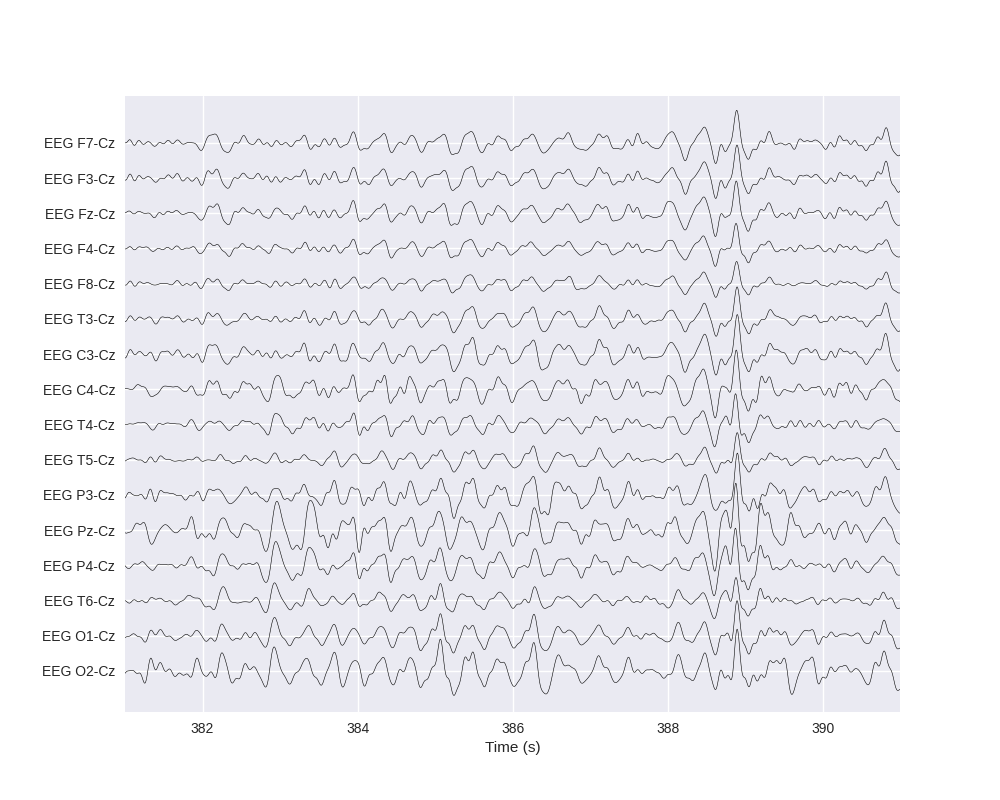 EEG F7-Cz
EEG F3-Cz
EEG Fz-Cz
EEG F4-Cz
EEG F8-Cz
EEG T3-Cz
EEG C3-Cz
EEG C4-Cz
EEG T4-Cz
EEG T5-Cz
EEG P3-Cz
EEG Pz-Cz
EEG P4-Cz
EEG T6-Cz
EEG O1-Cz
EEG O2-Cz
382 384 386 388 390
Time (s)